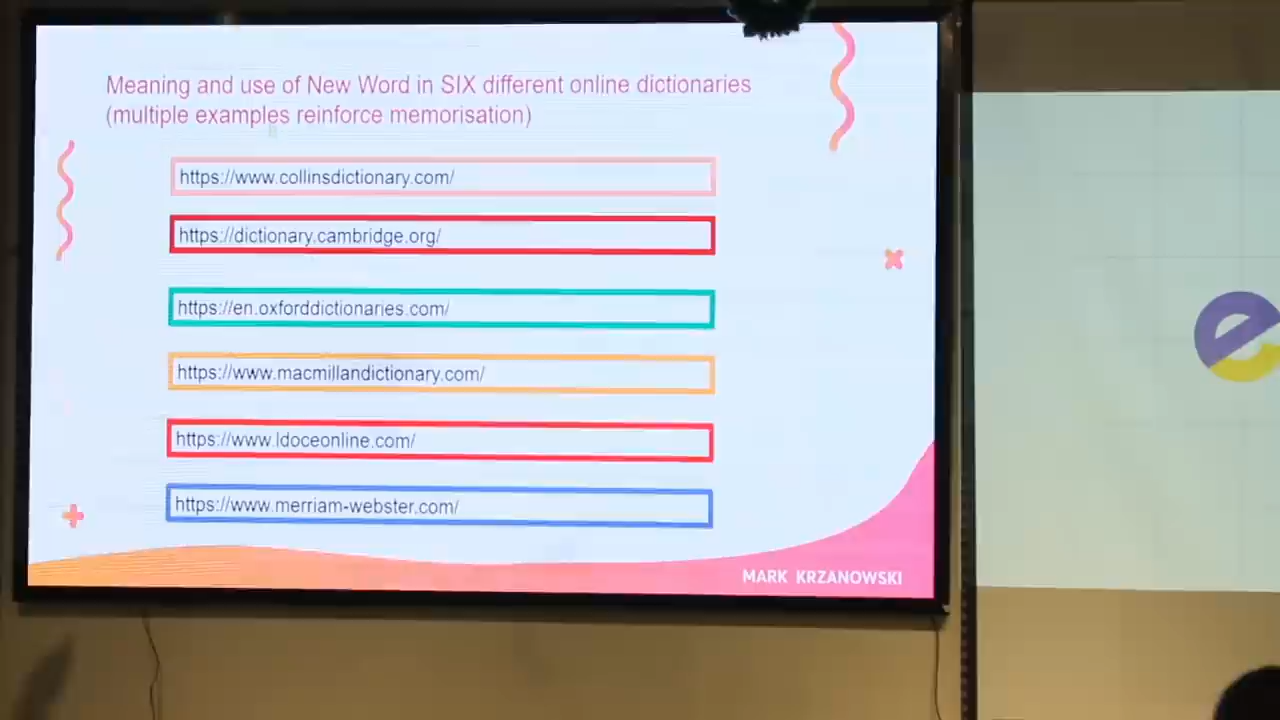 Meaning and use of New Word in SIX different online dictionaries
(multiple examples reinforce memorisation)
https://www.collinsdictionary.com/
https://dictionary.cambridge.org/
https://en.oxforddictionaries.com/
https://www.macmillandictionary.com/
https://www.ldoceonline.com/
https://www.merriam-webster.com/
MARK KRZANOWSKI
e